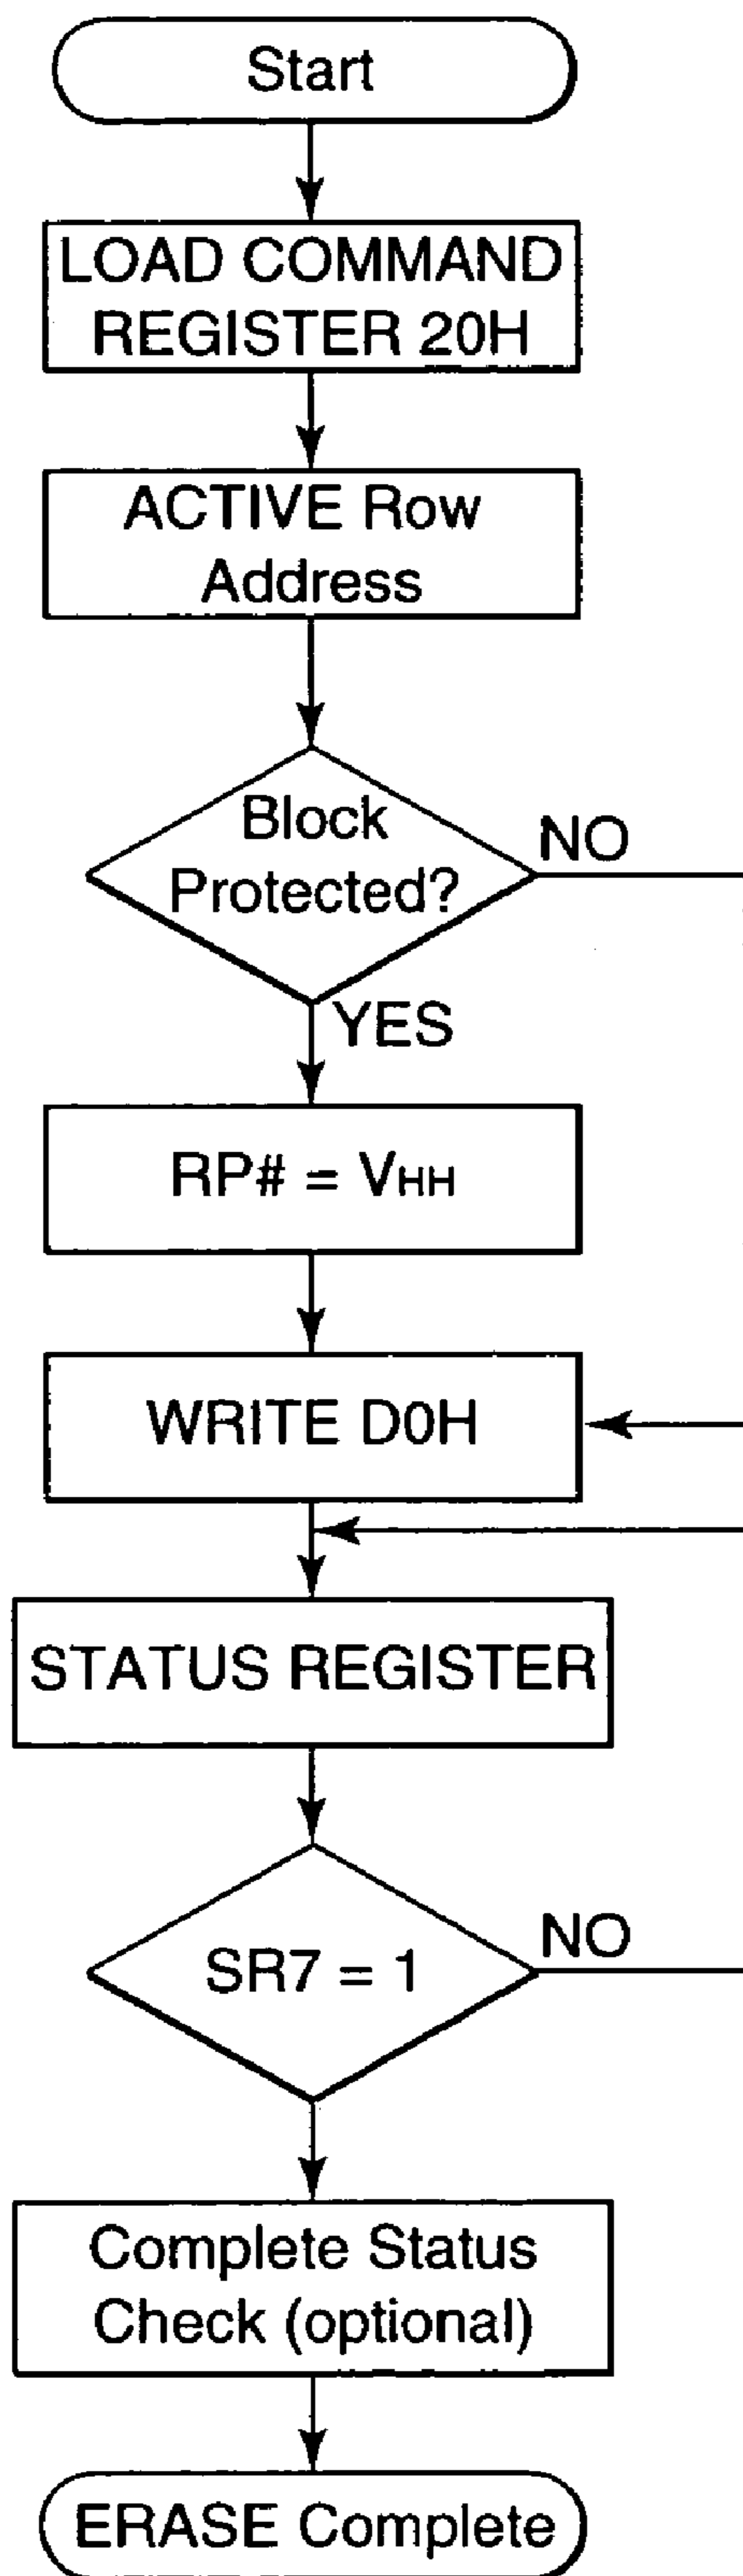 Start
LOAD COMMAND
REGISTER 20H
ACTIVE Row
Address
Block
Protected?
NO
YES
RP# = VHH
WRITE D0H
STATUS REGISTER
SR7 = 1
NO
Complete Status
Check (optional)
ERASE Complete